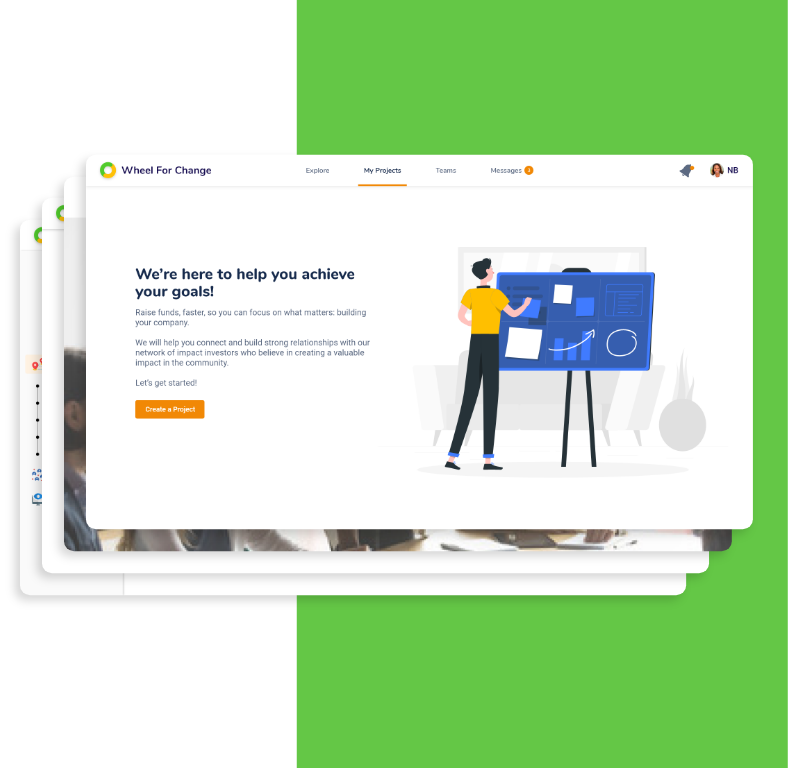 Wheel For Change
Explore
My Projects
Teams
Messages
NB
We're here to help you achieve
your goals!
Raise funds, faster, so you can focus on what matters: building
your company.
We will help you connect and build strong relationships with our
network of impact investors who believe in creating a valuable
impact in the community.
Let's get started!
Create a Project